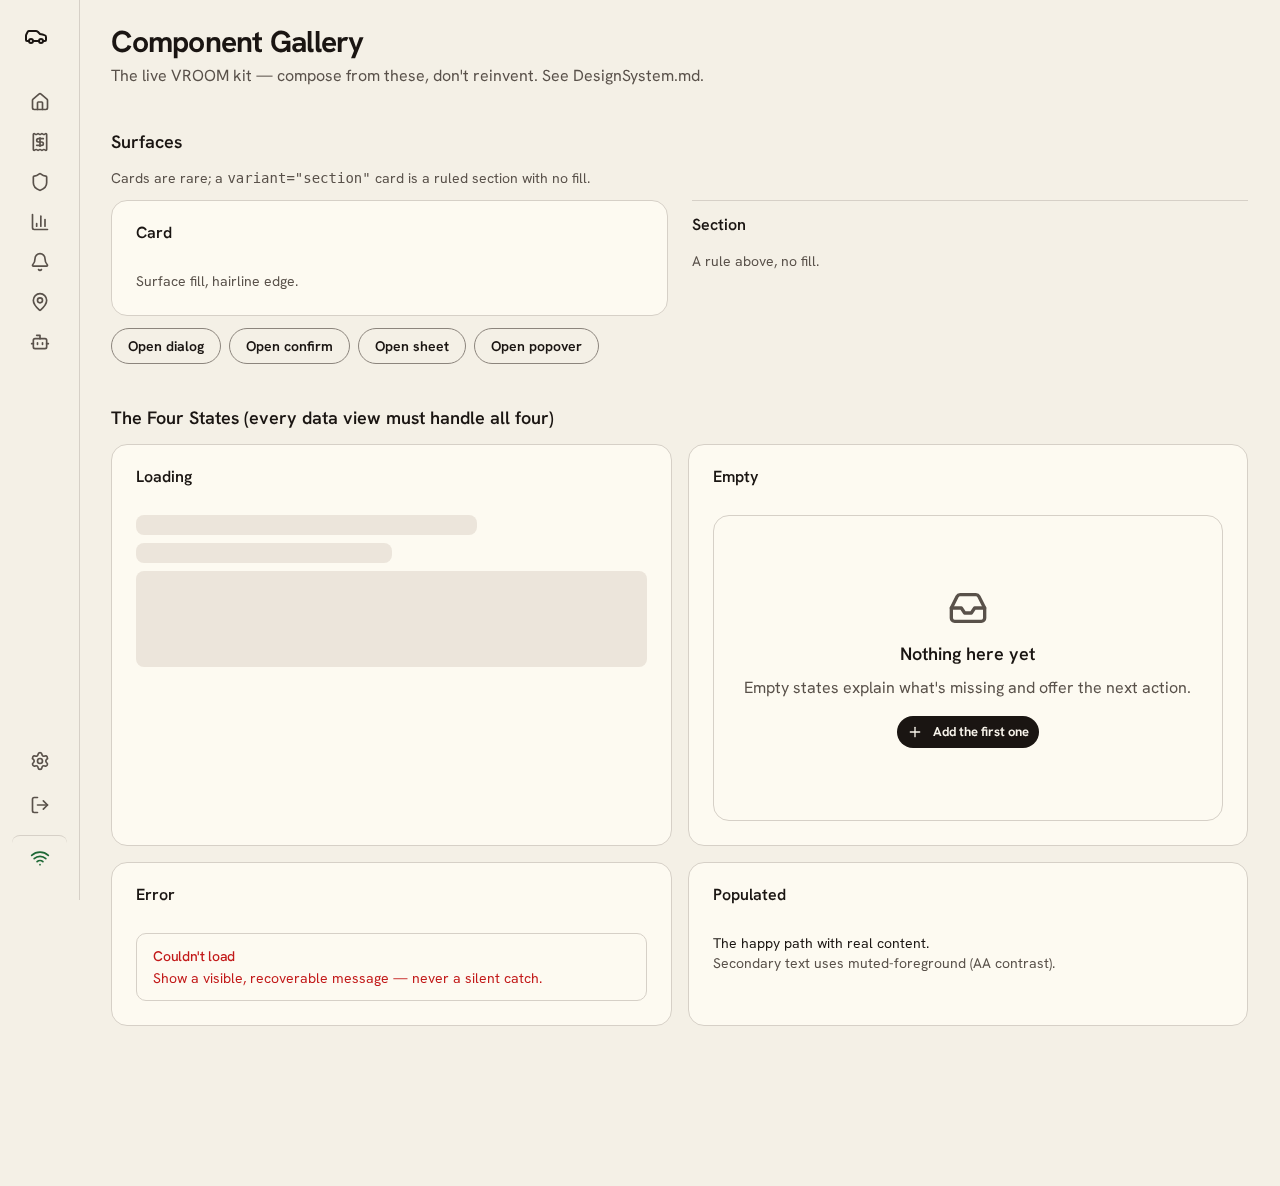 Component Gallery
The live VROOM kit — compose from these, don't reinvent. See DesignSystem.md.
Surfaces
Cards are rare; a variant="section" card is a ruled section with no fill.
Card
Surface fill, hairline edge.
Section
A rule above, no fill.
Open dialog
Open confirm
Open sheet
Open popover
The Four States (every data view must handle all four)
Loading
Empty
Nothing here yet
Empty states explain what's missing and offer the next action.
Add the first one
Error
Couldn't load
Show a visible, recoverable message — never a silent catch.
Populated
The happy path with real content.
Secondary text uses muted-foreground (AA contrast).